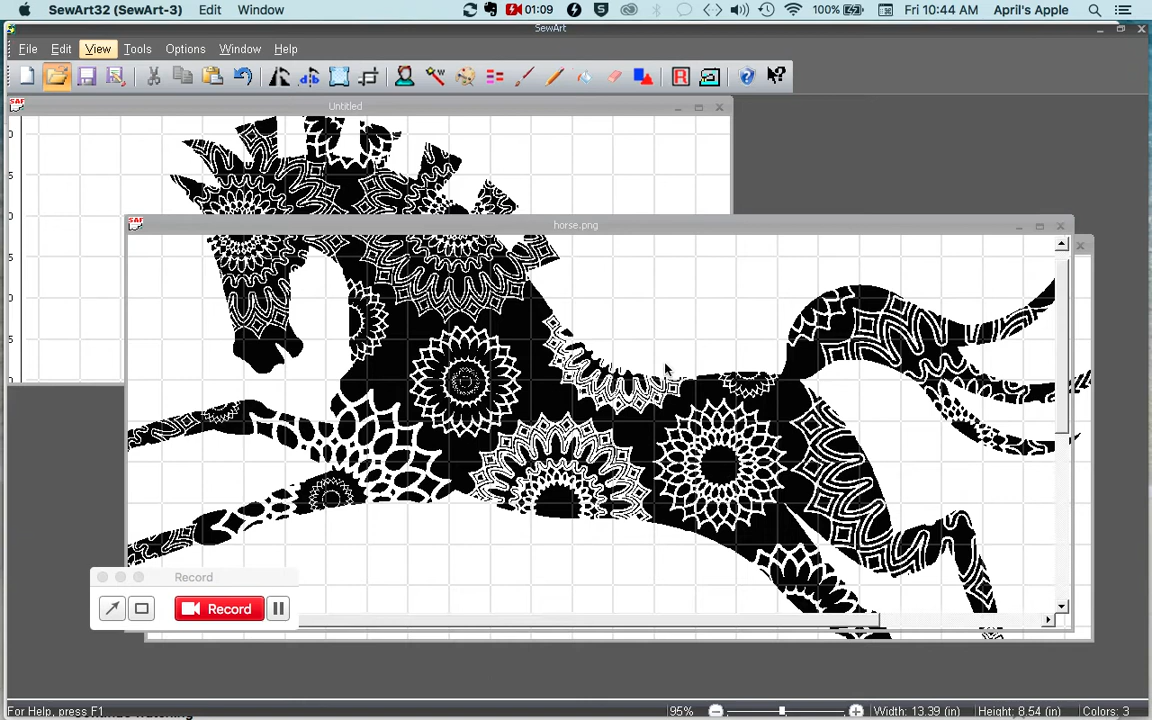 SewArt32 (SewArt-3) Edit Window 01:09 100% Fri 10:44 AM April's Apple
SewArt
File Edit View Tools Options Window Help
Untitled
horse.png
Record
Record
For Help, press F1 95% Width: 13.39 (in) Height: 8.54 (in) Colors: 3